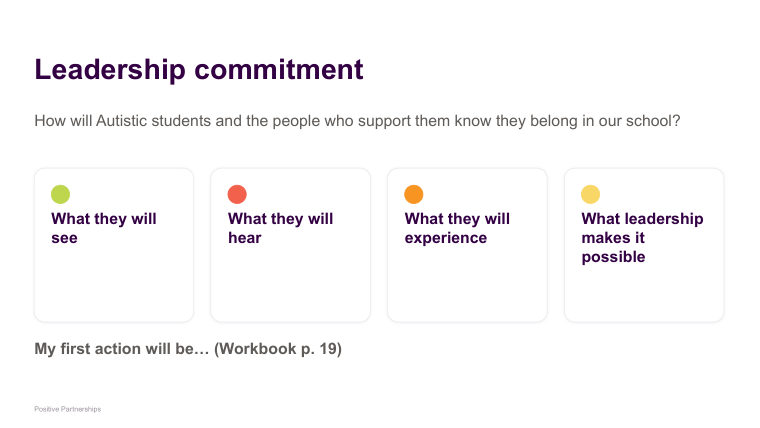 Leadership commitment
How will Autistic students and the people who support them know they belong in our school?
What they will
see
What they will
hear
What they will
experience
What leadership
makes it
possible
My first action will be… (Workbook p. 19)
Positive Partnerships